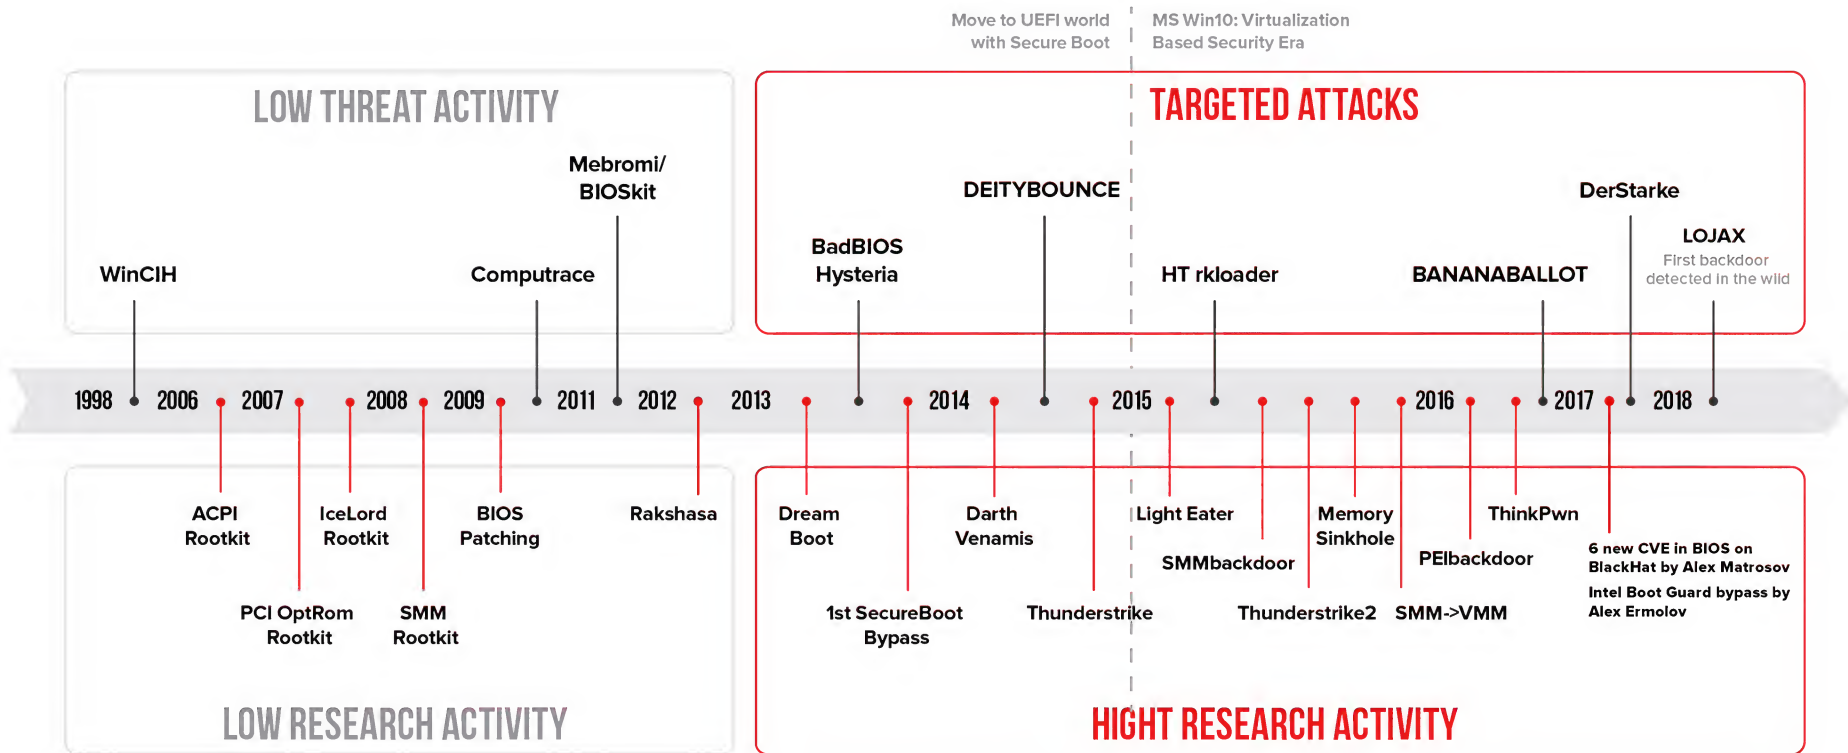 Move to UEFI world
with Secure Boot
MS Win10: Virtualization
Based Security Era
LOW THREAT ACTIVITY
TARGETED ATTACKS
WinCIH
Computrace
Mebromi/
BIOSkit
BadBIOS
Hysteria
DEITYBOUNCE
HT rkloader
BANANABALLOT
DerStarke
LOJAX
First backdoor
detected in the wild
1998 2006 2007 2008 2009 2011 2012 2013 2014 2015 2016 2017 2018
ACPI
Rootkit
PCI OptRom
Rootkit
IceLord
Rootkit
SMM
Rootkit
BIOS
Patching
Rakshasa
Dream
Boot
1st SecureBoot
Bypass
Darth
Venamis
Thunderstrike
Light Eater
SMMbackdoor
Thunderstrike2
Memory
Sinkhole
SMM->VMM
PEIbackdoor
ThinkPwn
6 new CVE in BIOS on
BlackHat by Alex Matrosov
Intel Boot Guard bypass by
Alex Ermolov
LOW RESEARCH ACTIVITY
HIGHT RESEARCH ACTIVITY